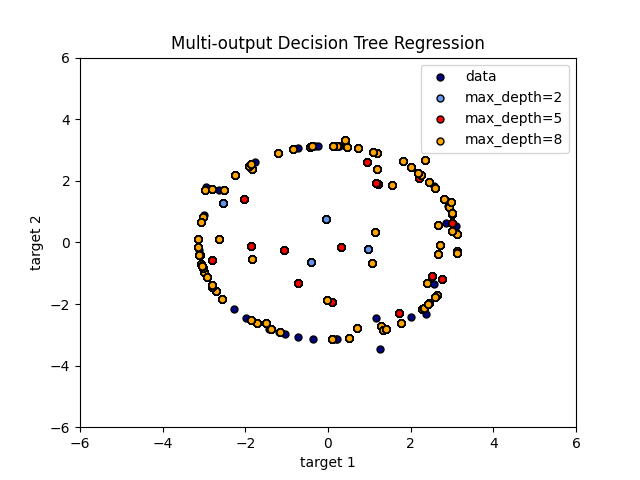 Multi-output Decision Tree Regression
data
max_depth=2
max_depth=5
max_depth=8
6
4
2
0
−2
−4
−6
target 2
−6
−4
−2
0
2
4
6
target 1